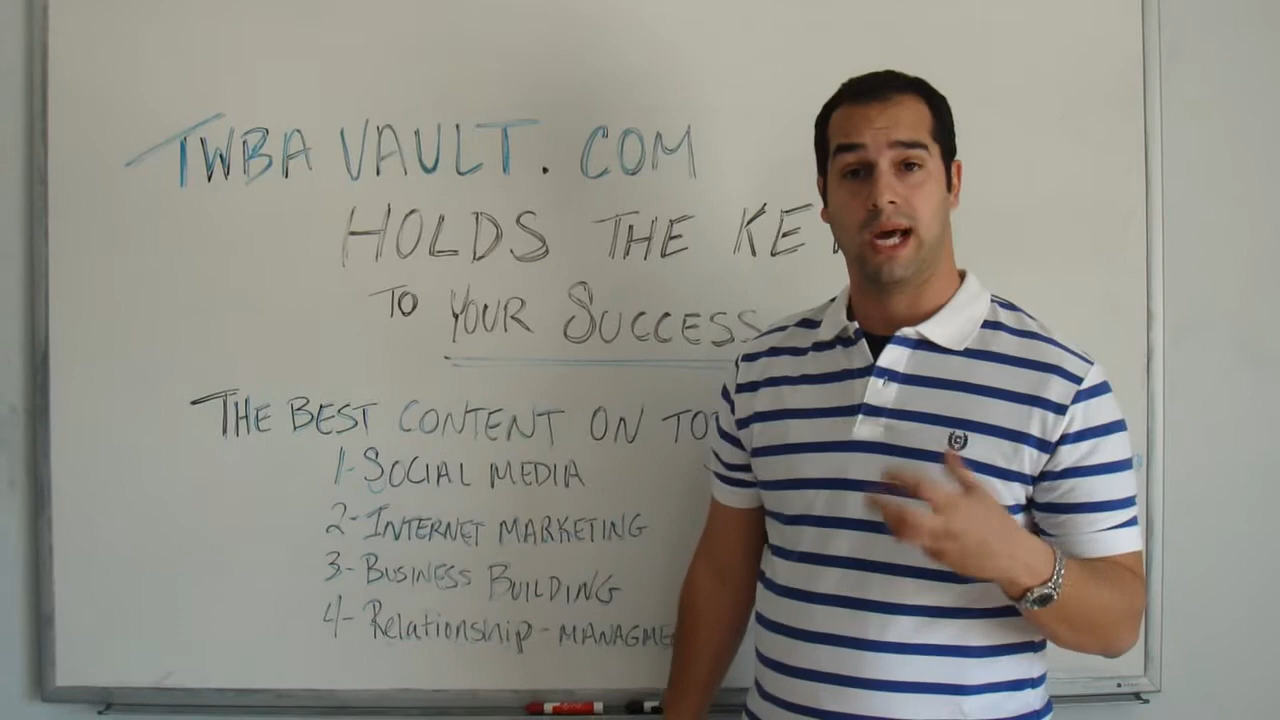 TWBA VAULT.COM
HOLDS THE KE
TO YOUR SUCCESS
THE BEST CONTENT ON
1-SOCIAL MEDIA
2-INTERNET MARKETING
3-BUSINESS BUILDING
4-Relationship-MANAGME